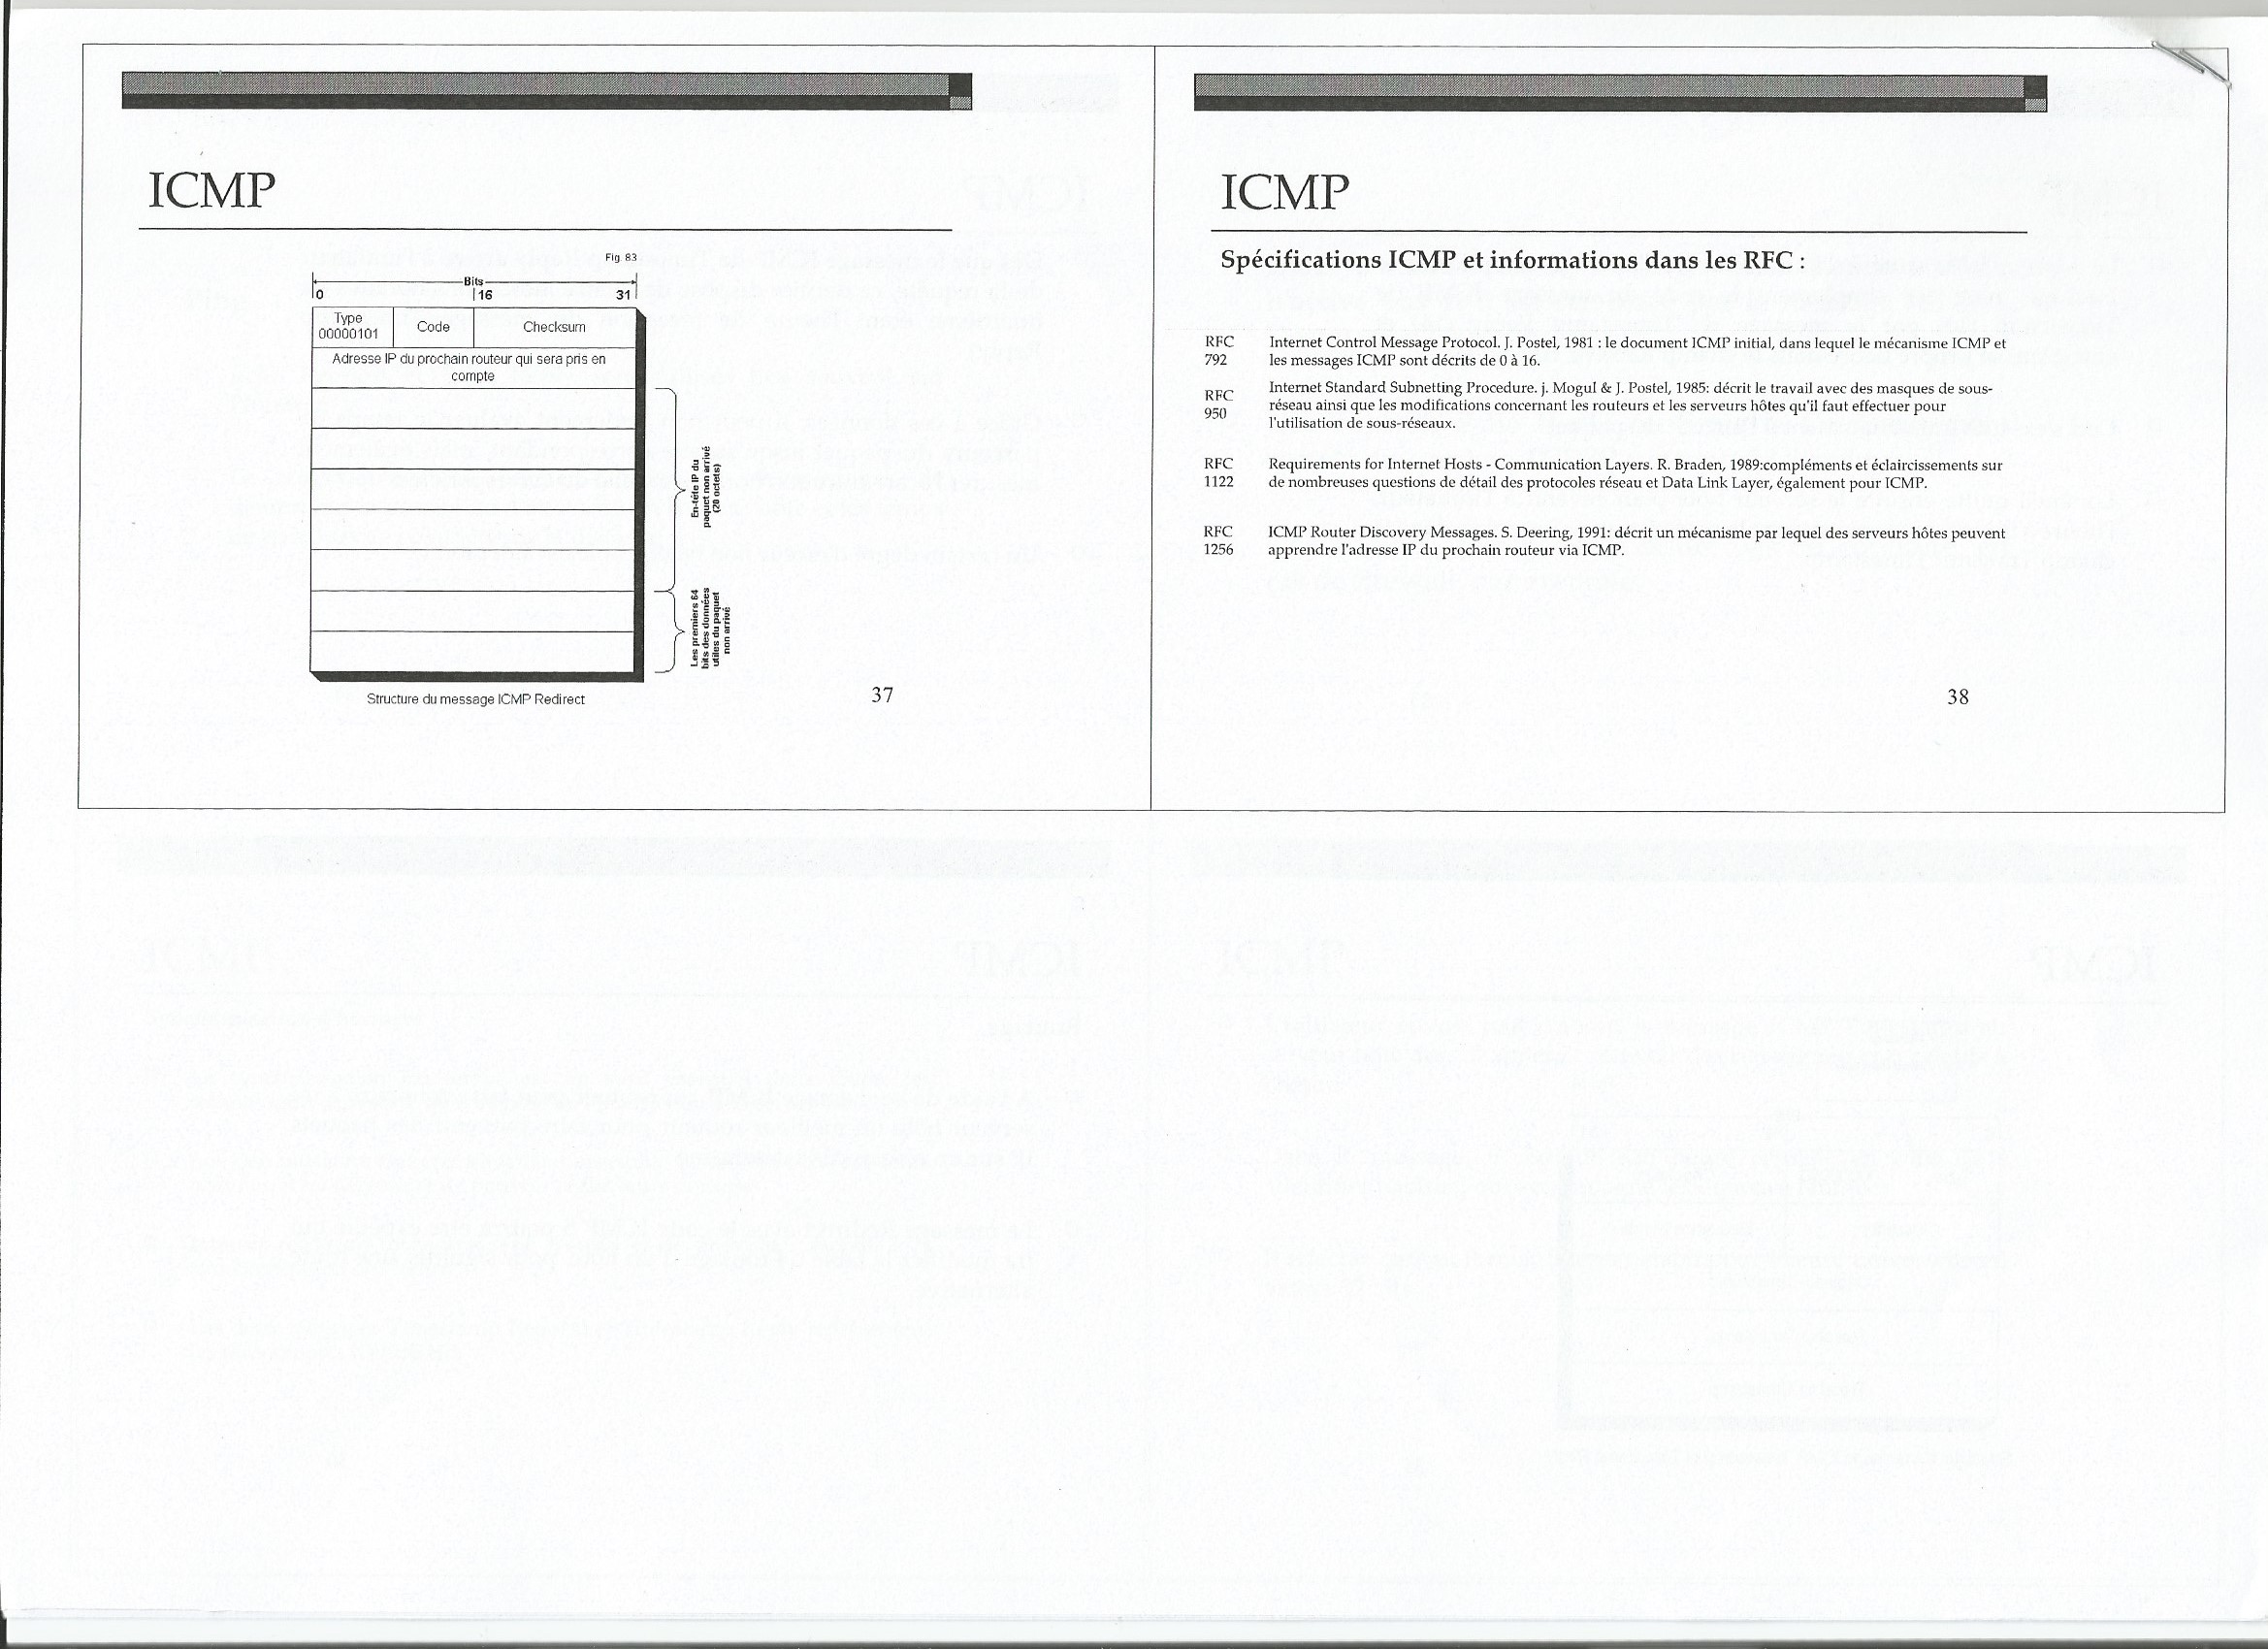 ICMP
Fig. 83
Bits
0 16 31
Type
00000101
Code
Checksum
Adresse IP du prochain routeur qui sera pris en
compte
En-tête IP du
paquet non arrivé
(20 octets)
Les premiers 64
bits des données
utiles du paquet
non arrivé
Structure du message ICMP Redirect
37
ICMP
Spécifications ICMP et informations dans les RFC :
RFC
792
Internet Control Message Protocol. J. Postel, 1981 : le document ICMP initial, dans lequel le mécanisme ICMP et
les messages ICMP sont décrits de 0 à 16.
RFC
950
Internet Standard Subnetting Procedure. j. Mogul & J. Postel, 1985: décrit le travail avec des masques de sous-
réseau ainsi que les modifications concernant les routeurs et les serveurs hôtes qu'il faut effectuer pour
l'utilisation de sous-réseaux.
RFC
1122
Requirements for Internet Hosts - Communication Layers. R. Braden, 1989:compléments et éclaircissements sur
de nombreuses questions de détail des protocoles réseau et Data Link Layer, également pour ICMP.
RFC
1256
ICMP Router Discovery Messages. S. Deering, 1991: décrit un mécanisme par lequel des serveurs hôtes peuvent
apprendre l'adresse IP du prochain routeur via ICMP.
38